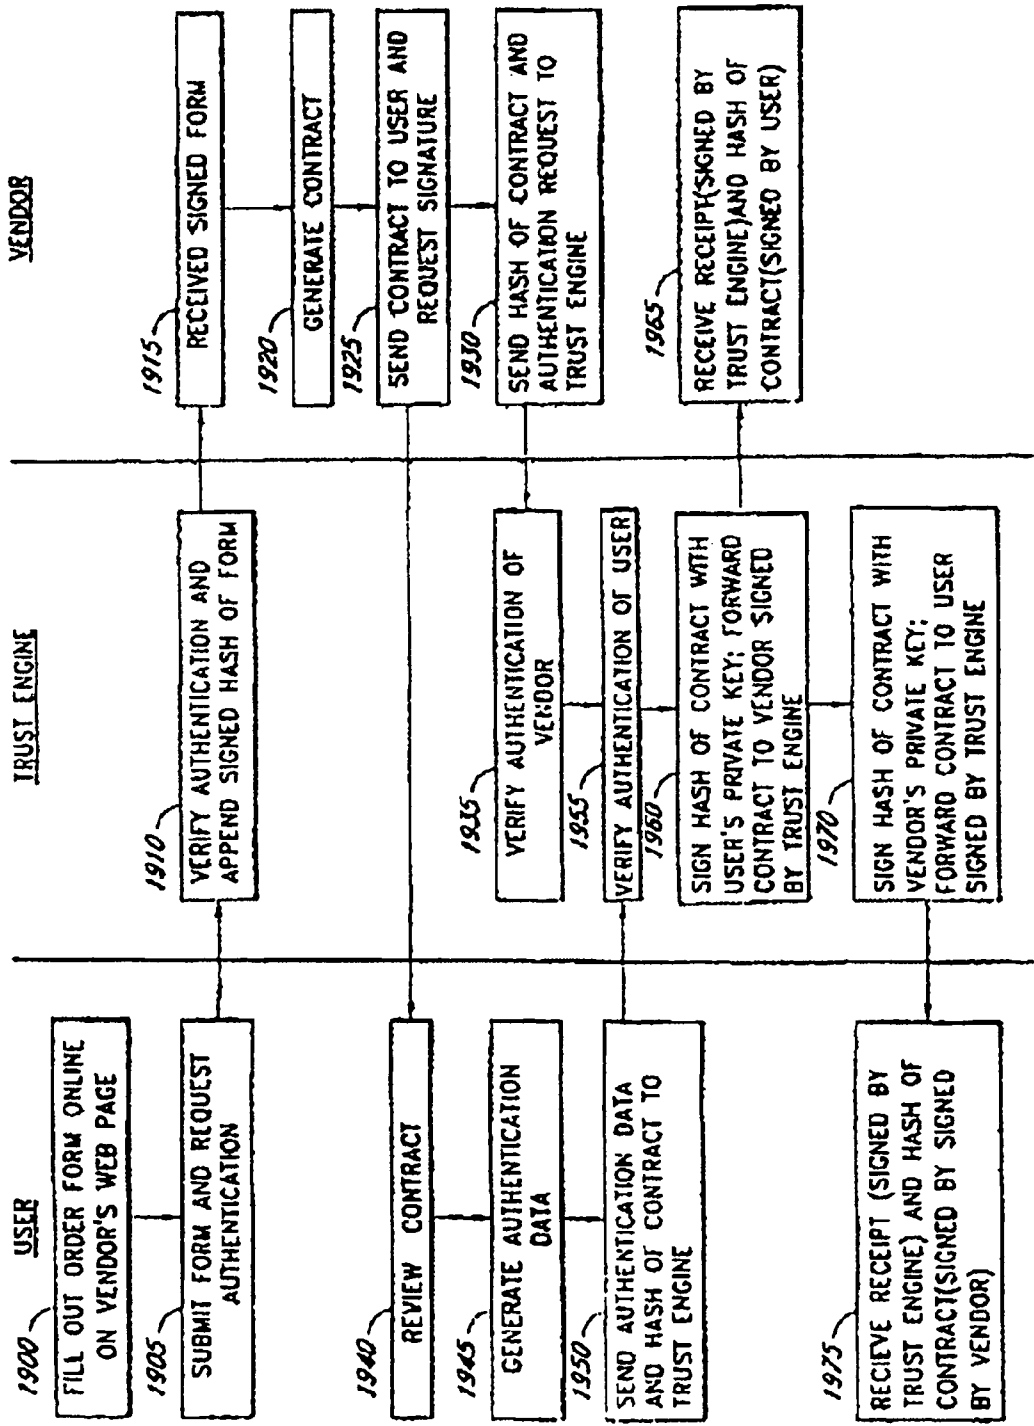 USER
1900
FILL OUT ORDER FORM ONLINE
ON VENDOR'S WEB PAGE
1905
SUBMIT FORM AND REQUEST
AUTHENTICATION
1940
REVIEW CONTRACT
1945
GENERATE AUTHENTICATION
DATA
1950
SEND AUTHENTICATION DATA
AND HASH OF CONTRACT TO
TRUST ENGINE
1975
RECIEVE RECEIPT (SIGNED BY
TRUST ENGINE) AND HASH OF
CONTRACT(SIGNED BY SIGNED
BY VENDOR)
TRUST ENGINE
1910
VERIFY AUTHENTICATION AND
APPEND SIGNED HASH OF FORM
1935
VERIFY AUTHENTICATION OF
VENDOR
1955
VERIFY AUTHENTICATION OF USER
1960
SIGN HASH OF CONTRACT WITH
USER'S PRIVATE KEY; FORWARD
CONTRACT TO VENDOR SIGNED
BY TRUST ENGINE
1970
SIGN HASH OF CONTRACT WITH
VENDOR'S PRIVATE KEY;
FORWARD CONTRACT TO USER
SIGNED BY TRUST ENGINE
VENDOR
1915
RECEIVED SIGNED FORM
1920
GENERATE CONTRACT
1925
SEND CONTRACT TO USER AND
REQUEST SIGNATURE
1930
SEND HASH OF CONTRACT AND
AUTHENTICATION REQUEST TO
TRUST ENGINE
1965
RECEIVE RECEIPT(SIGNED BY
TRUST ENGINE)AND HASH OF
CONTRACT(SIGNED BY USER)